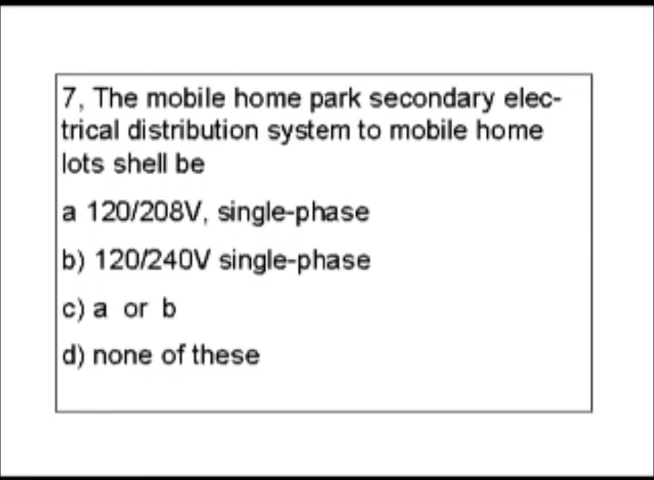 7, The mobile home park secondary elec-
trical distribution system to mobile home
lots shell be
a 120/208V, single-phase
b) 120/240V single-phase
c) a or b
d) none of these